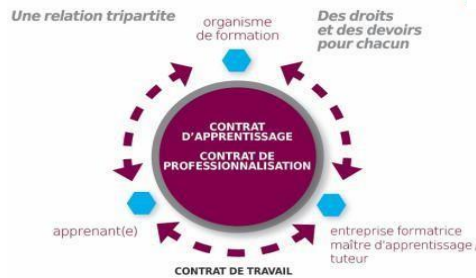 Une relation tripartite
organisme
de formation
Des droits
et des devoirs
pour chacun
CONTRAT
D'APPRENTISSAGE
CONTRAT DE
PROFESSIONNALISATION
apprenant(e)
entreprise formatrice
maître d'apprentissage,
tuteur
CONTRAT DE TRAVAIL